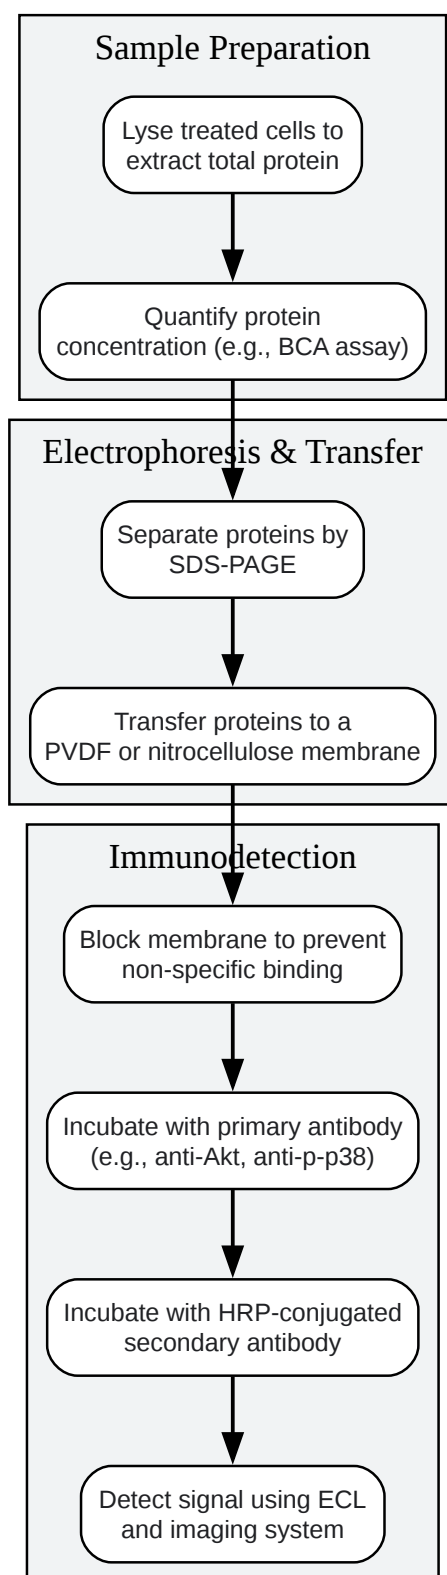 Sample Preparation
Lyse treated cells to
extract total protein
Quantify protein
concentration (e.g., BCA assay)
Electrophoresis & Transfer
Separate proteins by
SDS-PAGE
Transfer proteins to a
PVDF or nitrocellulose membrane
Immunodetection
Block membrane to prevent
non-specific binding
Incubate with primary antibody
(e.g., anti-Akt, anti-p-p38)
Incubate with HRP-conjugated
secondary antibody
Detect signal using ECL
and imaging system